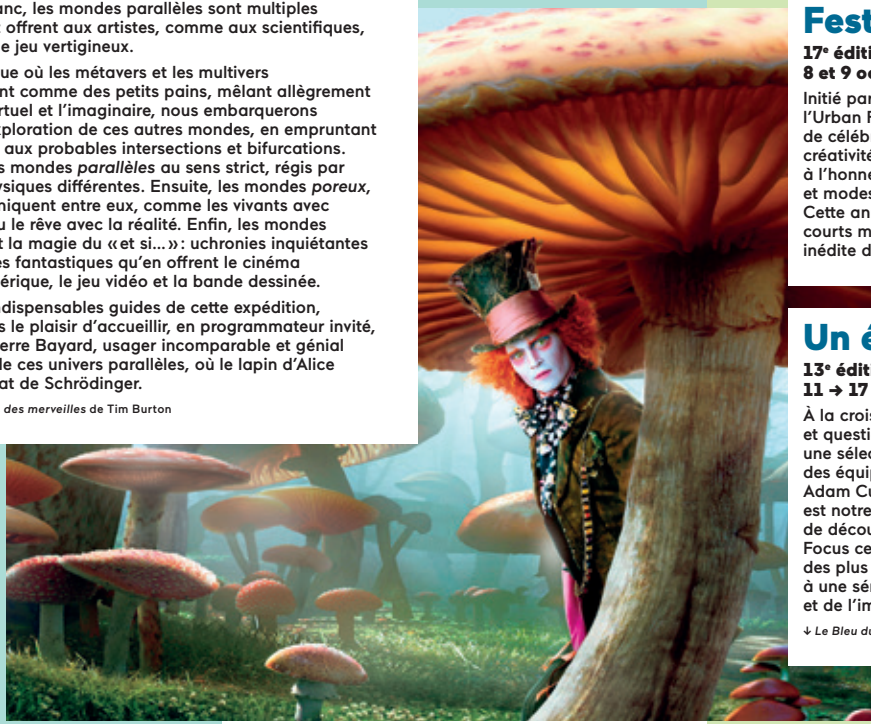 anc, les mondes parallèles sont multiples
offrent aux artistes, comme aux scientifiques,
e jeu vertigineux.
ue où les métavers et les multivers
nt comme des petits pains, mêlant allègrement
rtuel et l'imaginaire, nous embarquerons
xploration de ces autres mondes, en empruntant
aux probables intersections et bifurcations.
s mondes parallèles au sens strict, régis par
ysiques différentes. Ensuite, les mondes poreux,
niquent entre eux, comme les vivants avec
u le rêve avec la réalité. Enfin, les mondes
t la magie du « et si... » : uchronies inquiétantes
es fantastiques qu'en offrent le cinéma
érique, le jeu vidéo et la bande dessinée.
ndispensables guides de cette expédition,
s le plaisir d'accueillir, en programmateur invité,
erre Bayard, usager incomparable et génial
de ces univers parallèles, où le lapin d'Alice
at de Schrödinger.
des merveilles de Tim Burton
Fest
17e éditi
8 et 9 oc
Initié par
l'Urban F
de céléb
créativité
à l'honne
et modes
Cette an
courts m
inédite d
Un é
13e édit
11 → 17
À la crois
et questi
une sélec
des équip
Adam Cu
est notre
de décou
Focus ce
des plus
à une sér
et de l'im
↓ Le Bleu du